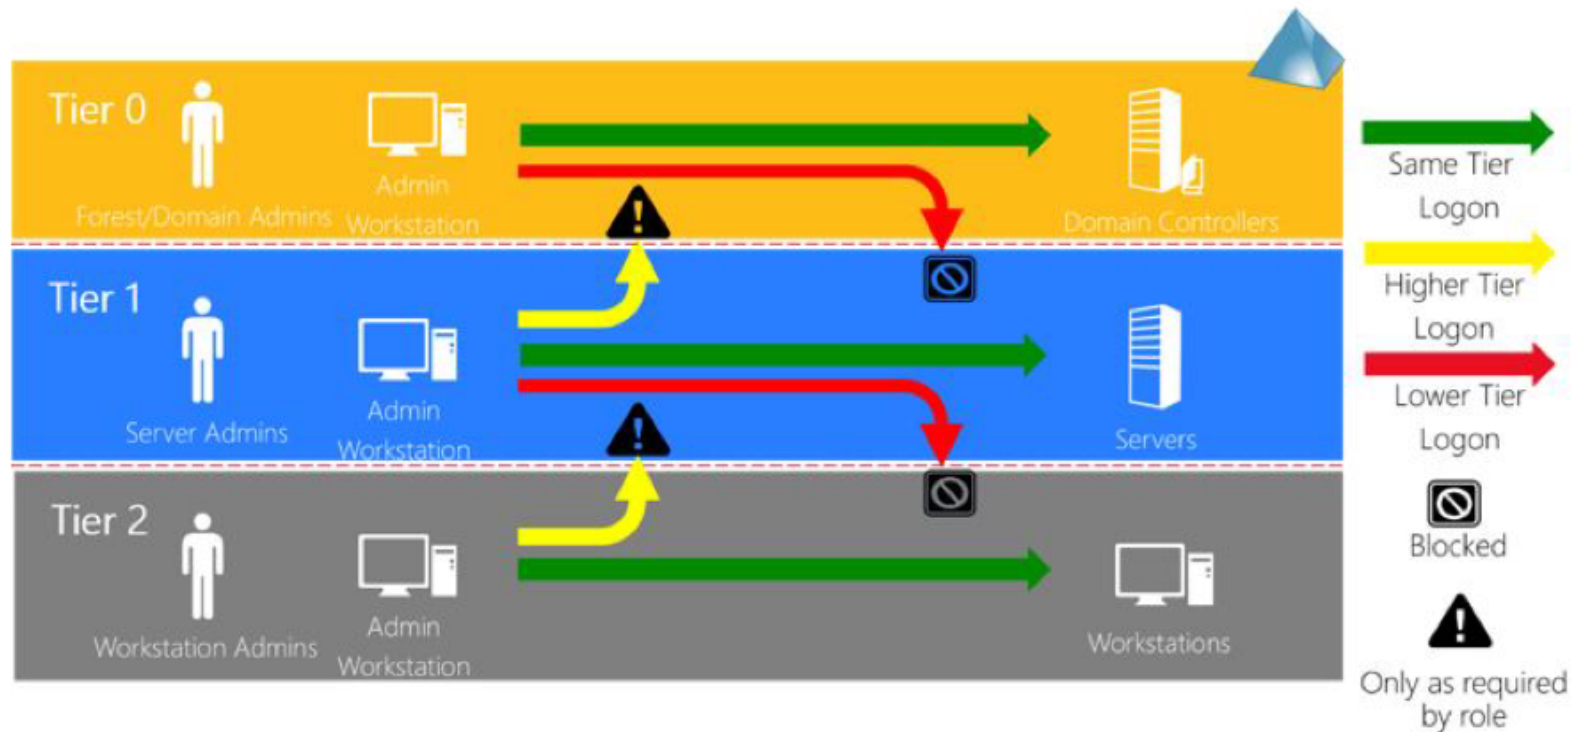 Tier 0
Forest/Domain Admins
Admin
Workstation
Domain Controllers
Tier 1
Server Admins
Admin
Workstation
Servers
Tier 2
Workstation Admins
Admin
Workstation
Workstations
Same Tier
Logon
Higher Tier
Logon
Lower Tier
Logon
Blocked
Only as required
by role